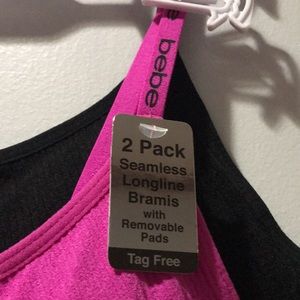 bebe
2 Pack
Seamless
Longline
Bramis
with
Removable
Pads
Tag Free